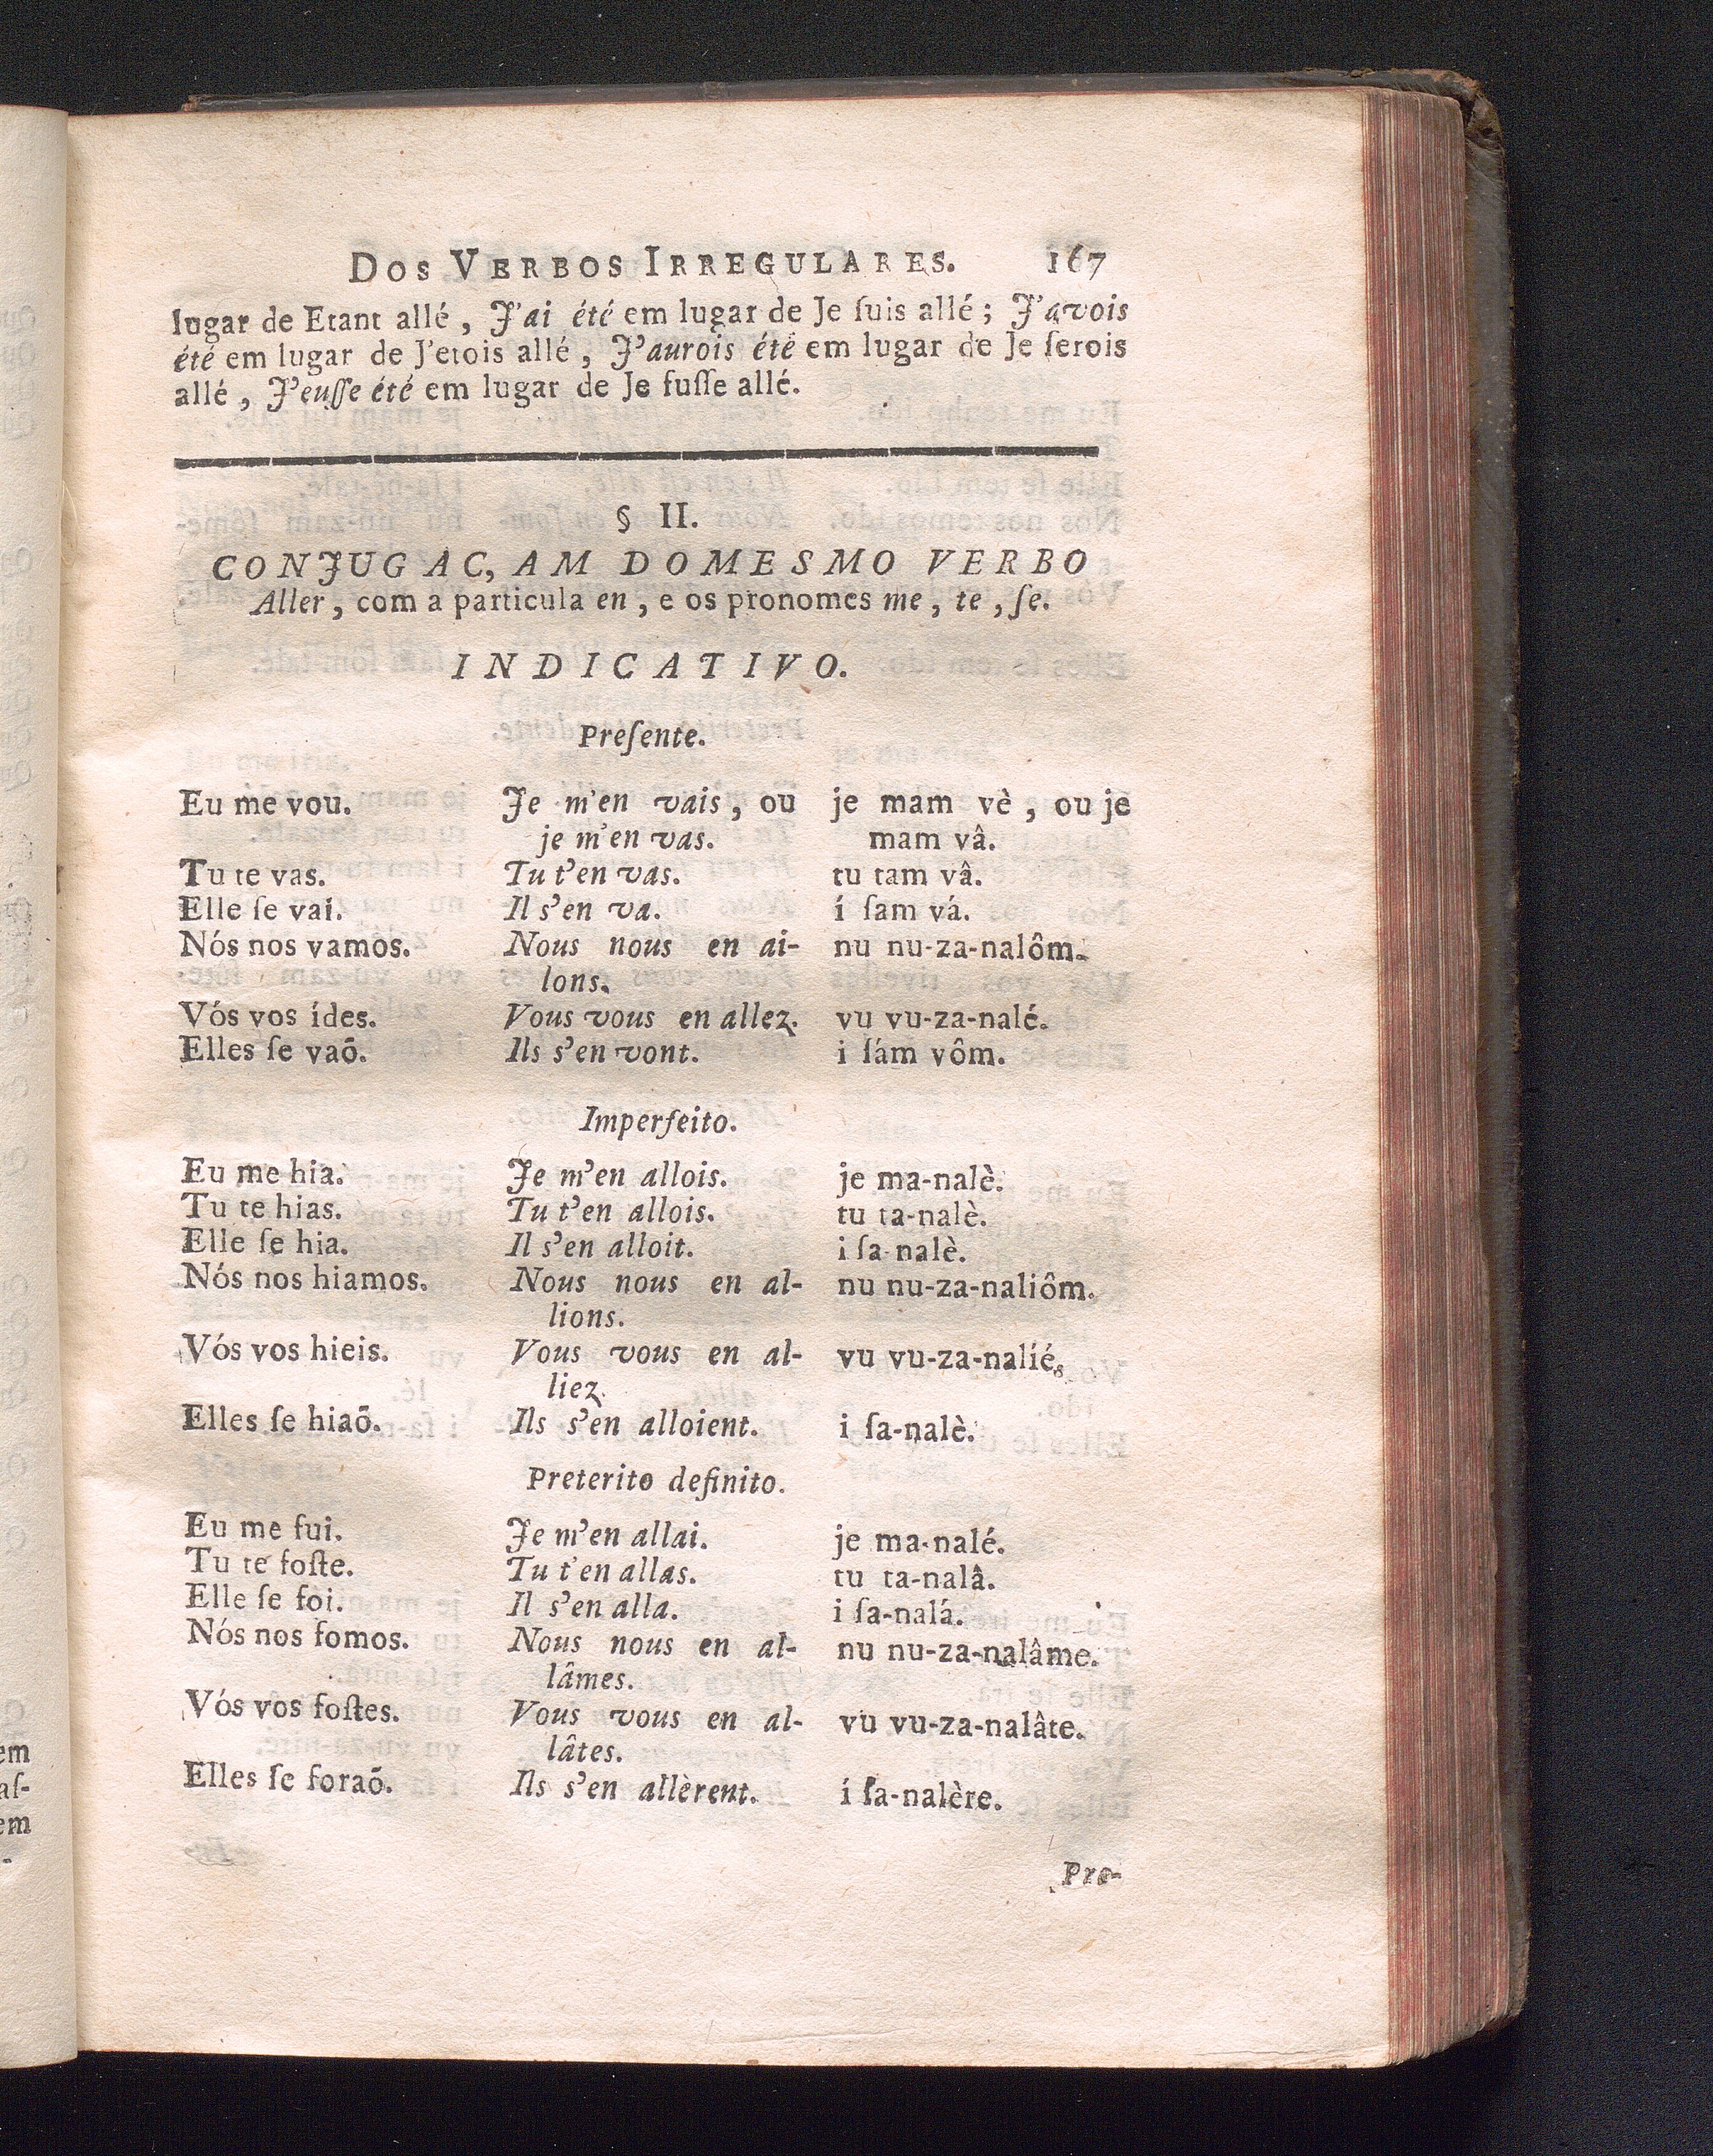 DOS VERBOS IRREGULARES. 167
lugar de Etant allé, J'ai été em lugar de Je ſuis allé; J'avois
été em lugar de J'etois allé, J'aurois été em lugar de Je ſerois
allé, J'euſſe été em lugar de Je fuſſe allé.
§ II.
CONJUGAC,AM DOMESMO VERBO
Aller, com a particula en, e os pronomes me, te, ſe.
INDICATIVO.
Preſente.
Eu me vou. Je m'en vais, ou je mam vè, ou je
je m'en vas. mam vâ.
Tu te vas. Tu t'en vas. tu tam vâ.
Elle ſe vai. Il s'en va. í ſam vá.
Nós nos vamos. Nous nous en ai- nu nu-za-nalôm.
lons.
Vós vos ídes. Vous vous en allez. vu vu-za-nalé.
Elles ſe vaõ. Ils s'en vont. i ſám vôm.
Imperfeito.
Eu me hia. Je m'en allois. je ma-nalè.
Tu te hias. Tu t'en allois. tu ta-nalè.
Elle ſe hia. Il s'en alloit. i ſa-nalè.
Nós nos hiamos. Nous nous en al- nu nu-za-naliôm.
lions.
Vós vos hieis. Vous vous en al- vu vu-za-nalié.
liez.
Elles ſe hiaõ. Ils s'en alloient. i ſa-nalè.
Preterito definito.
Eu me fui. Je m'en allai. je ma-nalé.
Tu te foſte. Tu t'en allas. tu ta-nalâ.
Elle ſe foi. Il s'en alla. i ſa-nalá.
Nós nos fomos. Nous nous en al- nu nu-za-nalâme.
lâmes.
Vós vos foſtes. Vous vous en al- vu vu-za-nalâte.
lâtes.
Elles ſe foraõ. Ils s'en allèrent. í ſa-nalère.
Pre-
em
aſ-
em